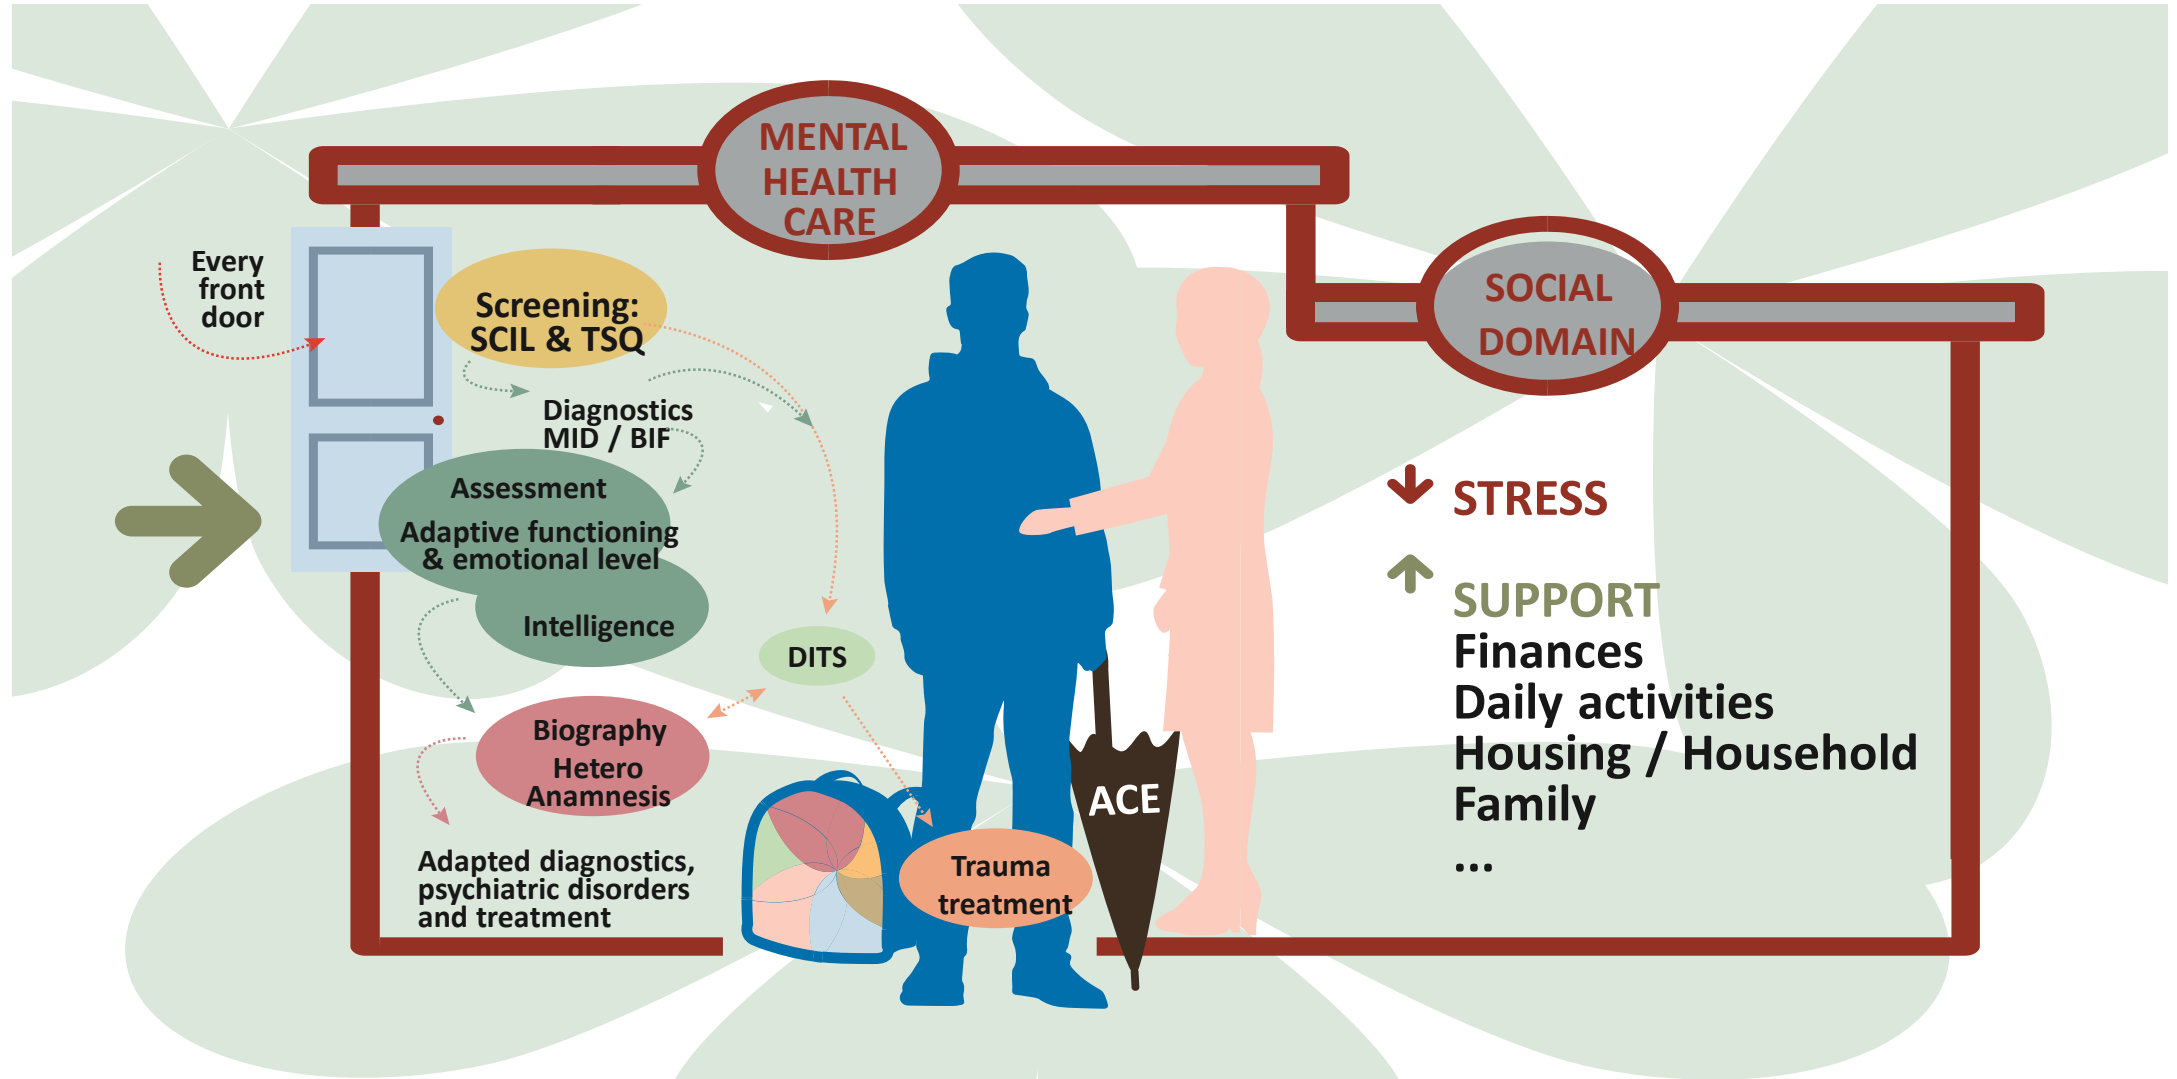 MENTAL
HEALTH
CARE
SOCIAL
DOMAIN
Every
front
door
Screening:
SCIL & TSQ
Diagnostics
MID / BIF
Assessment
Adaptive functioning
& emotional level
Intelligence
DITS
Biography
Hetero
Anamnesis
Adapted diagnostics,
psychiatric disorders
and treatment
Trauma
treatment
ACE
STRESS
SUPPORT
Finances
Daily activities
Housing / Household
Family
...